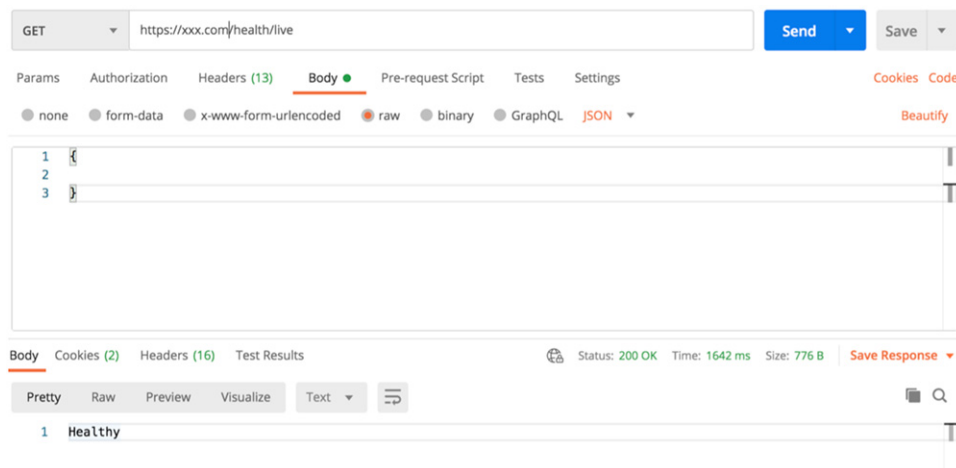 GET https://xxx.com/health/live Send Save
Params Authorization Headers (13) Body Pre-request Script Tests Settings Cookies Code
none form-data x-www-form-urlencoded raw binary GraphQL JSON Beautify
1 {
2
3 }
Body Cookies (2) Headers (16) Test Results Status: 200 OK Time: 1642 ms Size: 776 B Save Response
Pretty Raw Preview Visualize Text
1 Healthy